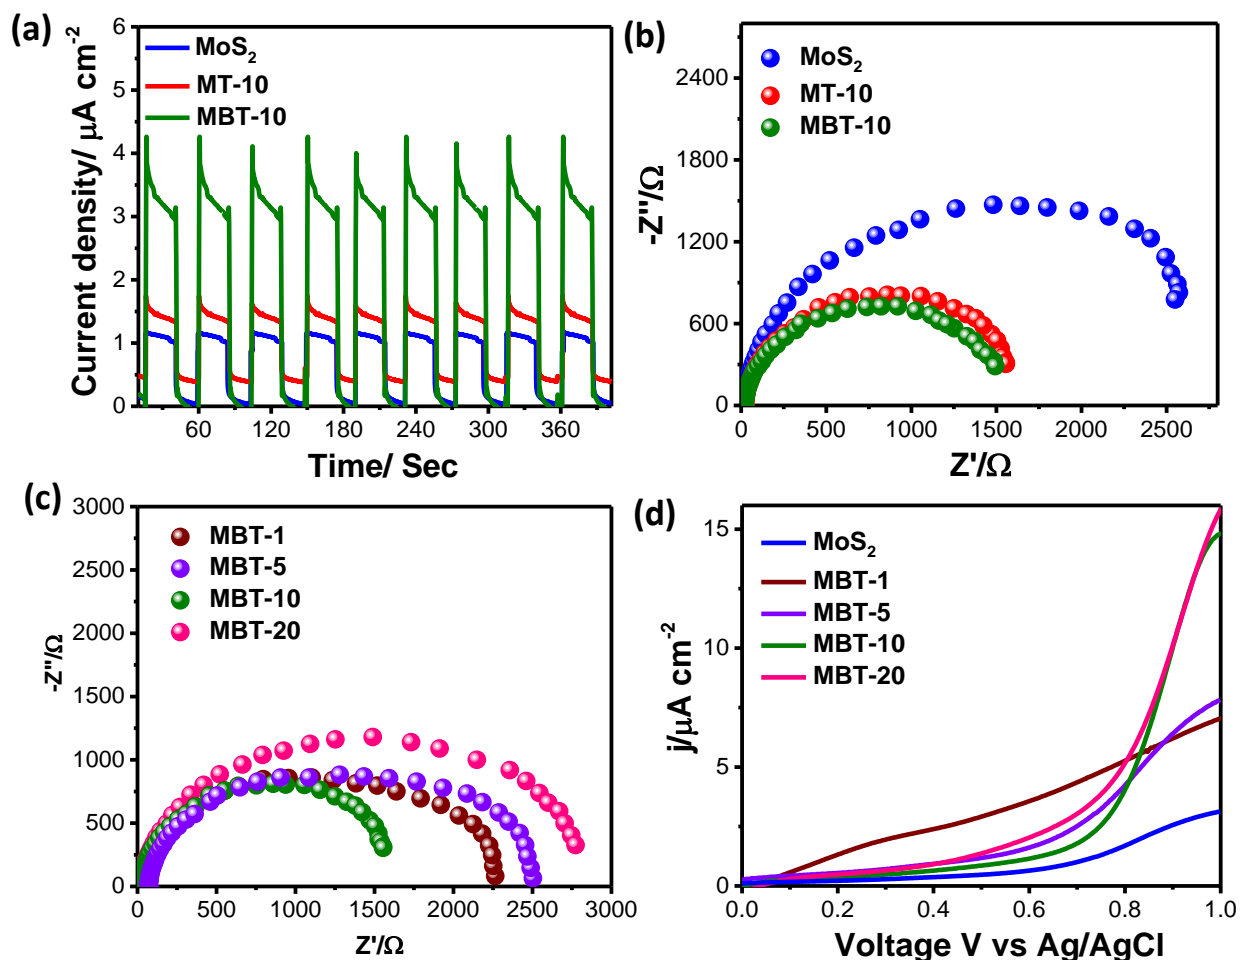 (a)
Current density/ μA cm⁻²
6
5
4
3
2
1
0
MoS₂
MT-10
MBT-10
60 120 180 240 300 360
Time/ Sec
(b)
-Z''/Ω
2400
1800
1200
600
0
MoS₂
MT-10
MBT-10
0 500 1000 1500 2000 2500
Z'/Ω
(c)
-Z''/Ω
3000
2500
2000
1500
1000
500
0
MBT-1
MBT-5
MBT-10
MBT-20
0 500 1000 1500 2000 2500 3000
Z'/Ω
(d)
j/μA cm⁻²
15
10
5
0
MoS₂
MBT-1
MBT-5
MBT-10
MBT-20
0.0 0.2 0.4 0.6 0.8 1.0
Voltage V vs Ag/AgCl